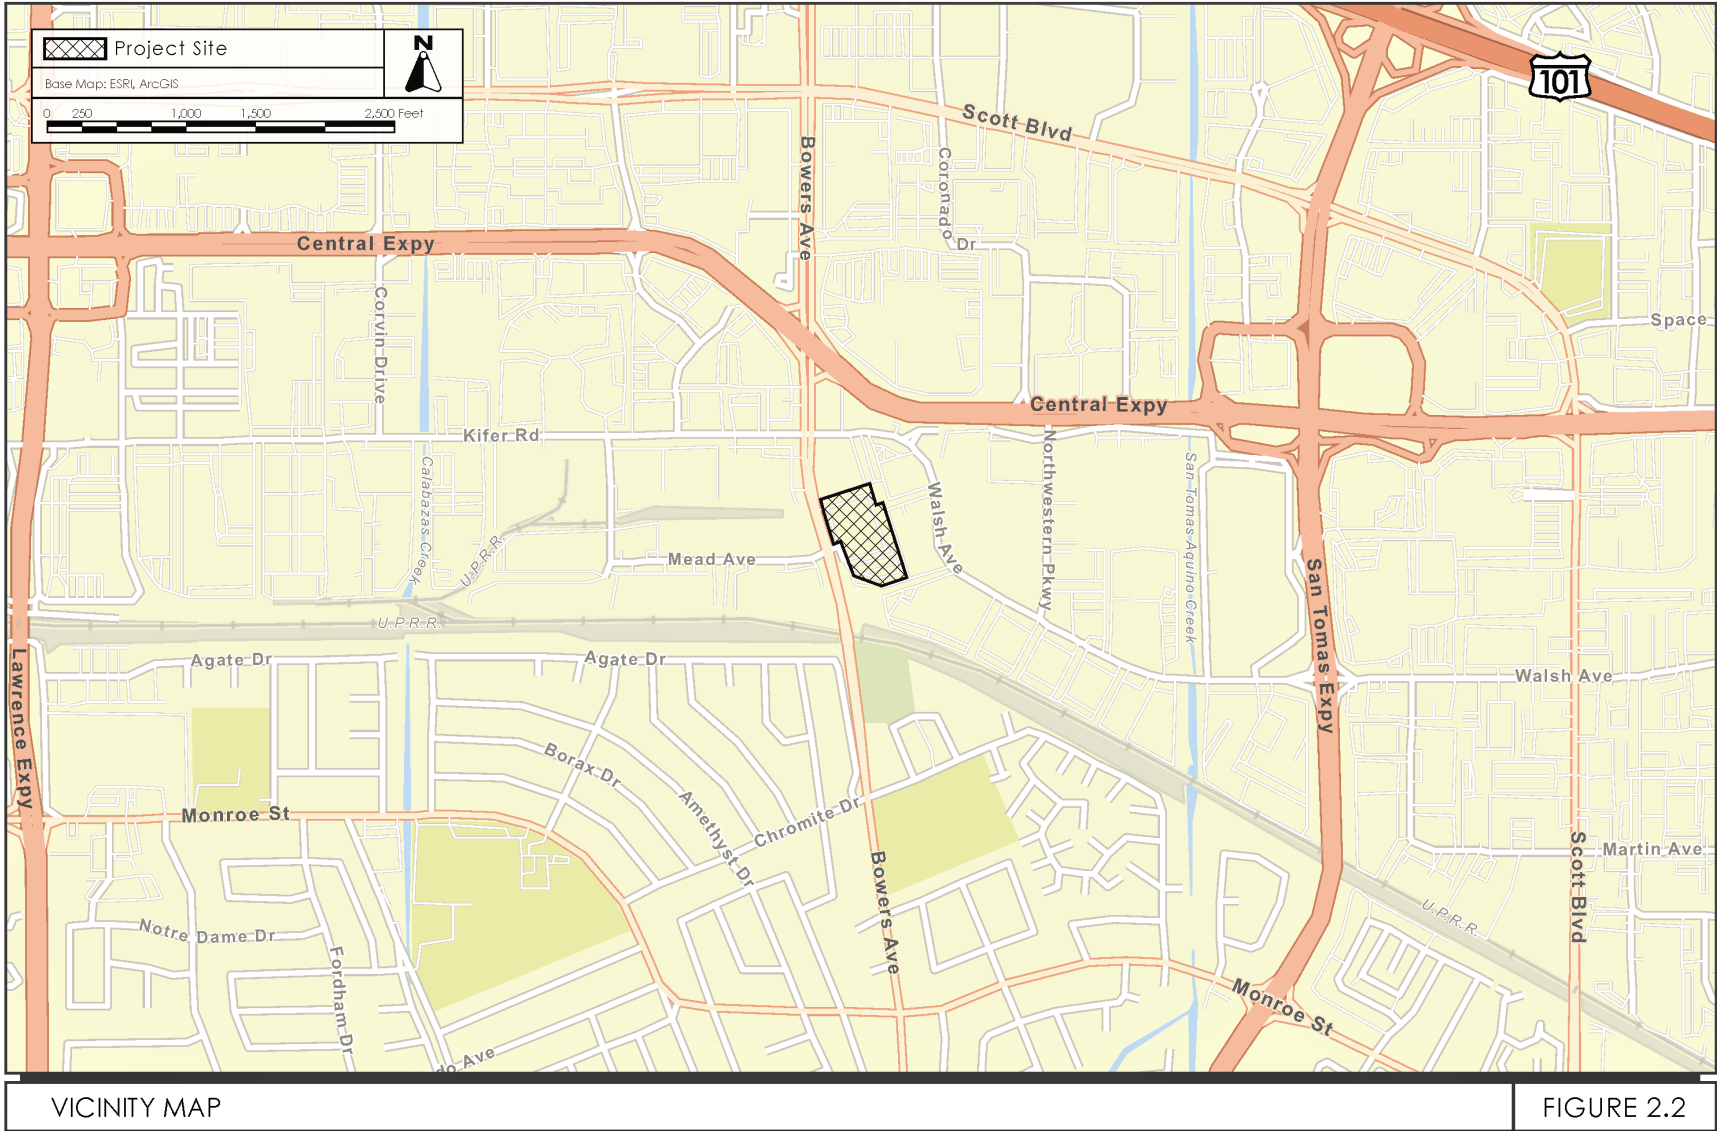 Project Site
N
Base Map: ESRI, ArcGIS
0 250 1,000 1,500 2,500 Feet
101
Scott Blvd
Bowers Ave
Coronado Dr
Central Expy
Corvin Drive
Space
Central Expy
Kifer Rd
Calabazas Creek
U.P.R.R.
Walsh Ave
Northwestern Pkwy
San Tomas Aquino Creek
Mead Ave
San Tomas Expy
U.P.R.R.
Agate Dr
Agate Dr
Lawrence Expy
Walsh Ave
Borax Dr
Amethyst Dr
Chromite Dr
Monroe St
Bowers Ave
Scott Blvd
Martin Ave
U.P.R.R.
Notre Dame Dr
Fordham Dr
Monroe St
do Ave
VICINITY MAP
FIGURE 2.2